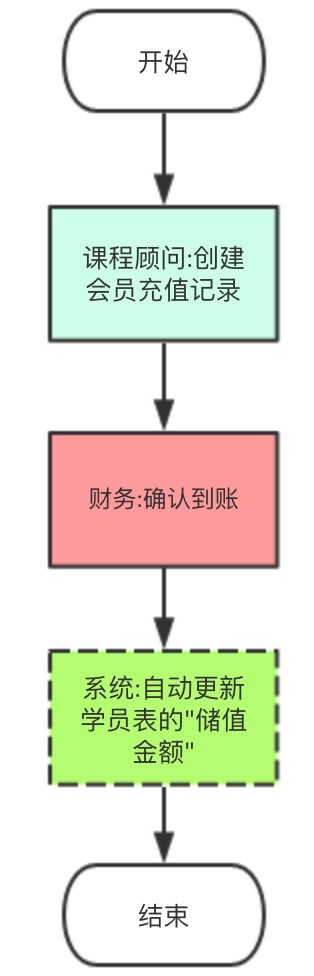 开始
课程顾问:创建
会员充值记录
财务:确认到账
系统:自动更新
学员表的"储值
金额"
结束